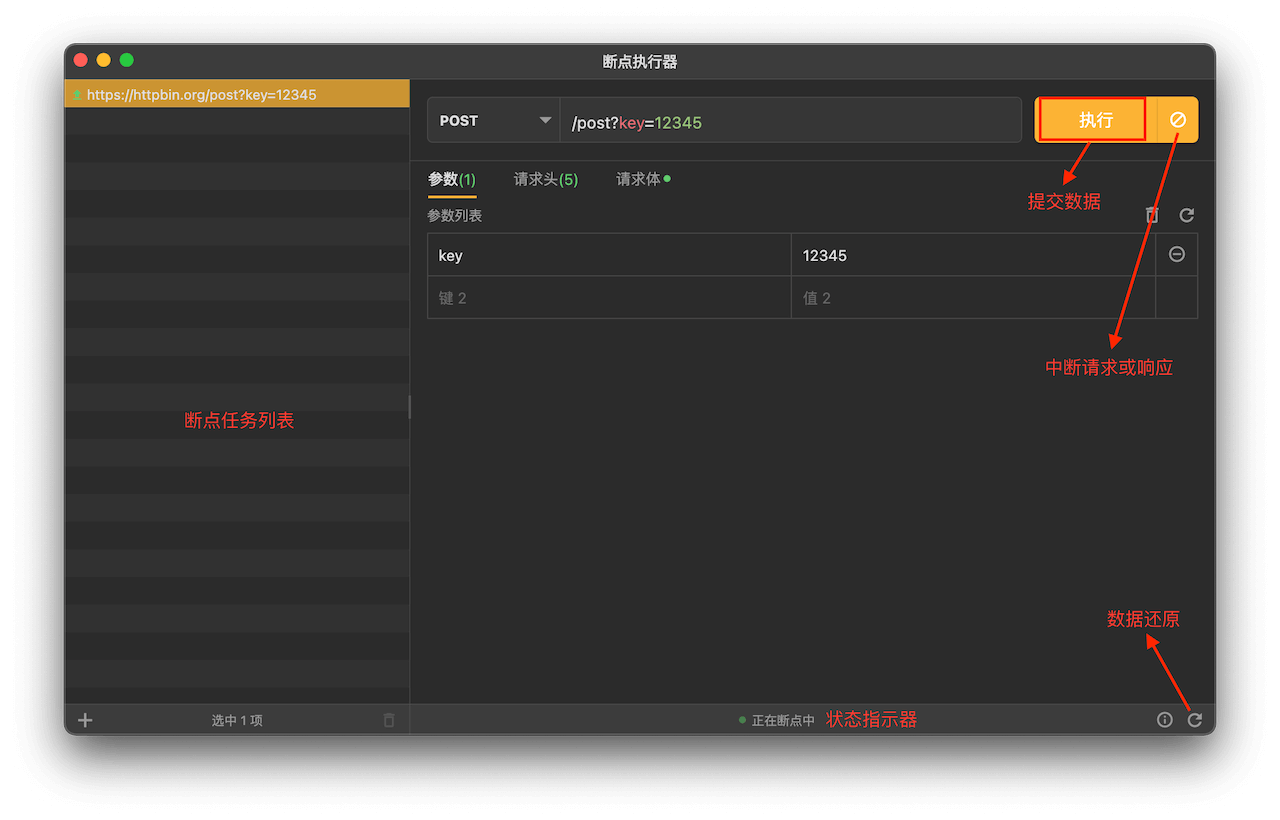 断点执行器
https://httpbin.org/post?key=12345
POST
/post?key=12345
执行
参数(1)
请求头(5)
请求体
提交数据
参数列表
key
12345
键 2
值 2
中断请求或响应
断点任务列表
数据还原
选中 1 项
正在断点中
状态指示器